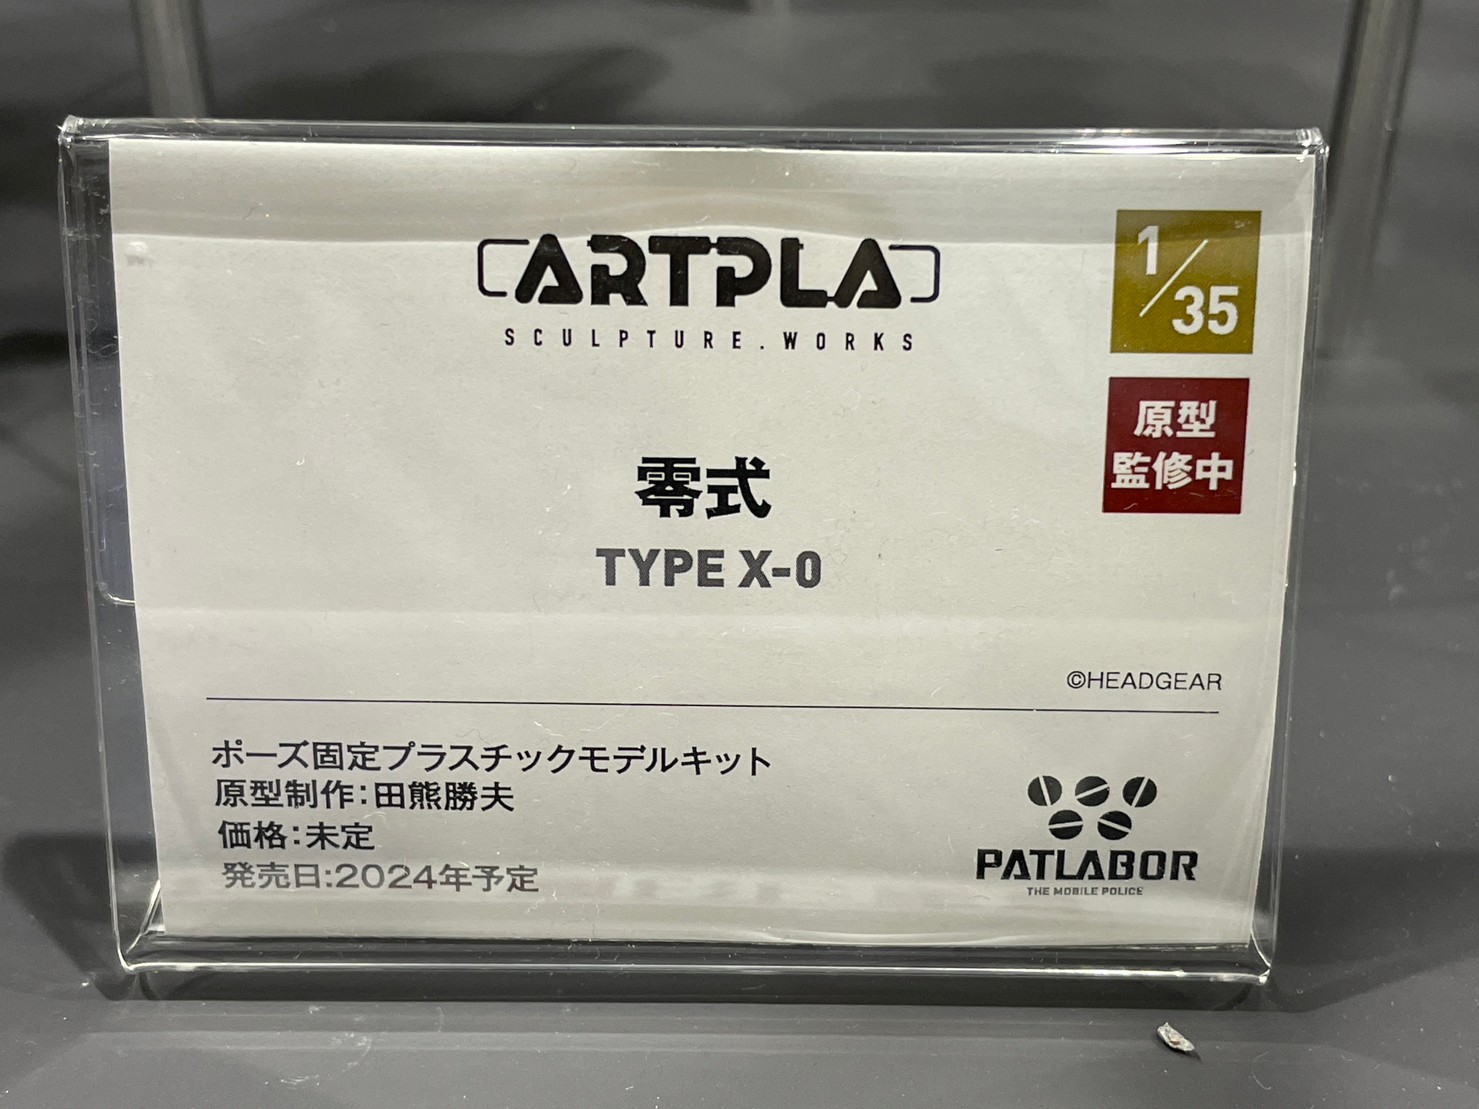 ARTPLA
SCULPTURE.WORKS
1/35
原型
監修中
零式
TYPE X-0
©HEADGEAR
ポーズ固定プラスチックモデルキット
原型制作:田熊勝夫
価格:未定
発売日:2024年予定
PATLABOR
THE MOBILE POLICE